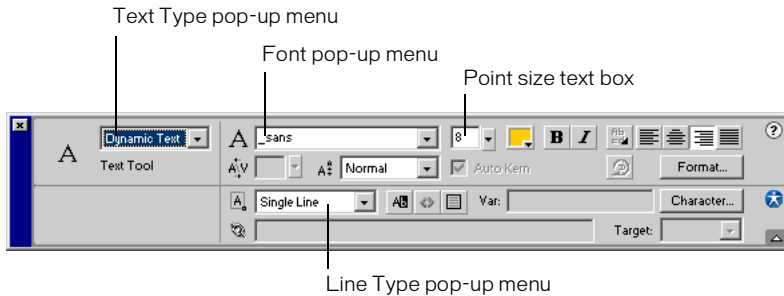 Text Type pop-up menu
Font pop-up menu
Point size text box
Dynamic Text
A
_sans
8
B
I
?
A
Text Tool
A V
A
Normal
Auto Kern
Format...
A
Single Line
AB
<>
Var:
Character...
Target:
Line Type pop-up menu